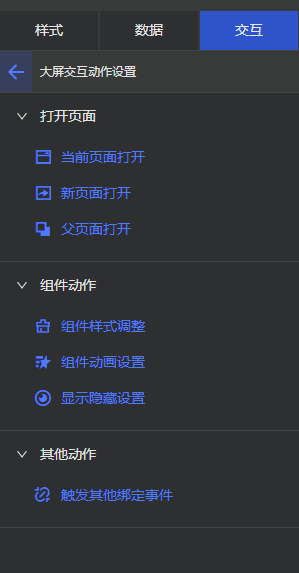 样式 数据 交互
大屏交互动作设置
打开页面
当前页面打开
新页面打开
父页面打开
组件动作
组件样式调整
组件动画设置
显示隐藏设置
其他动作
触发其他绑定事件